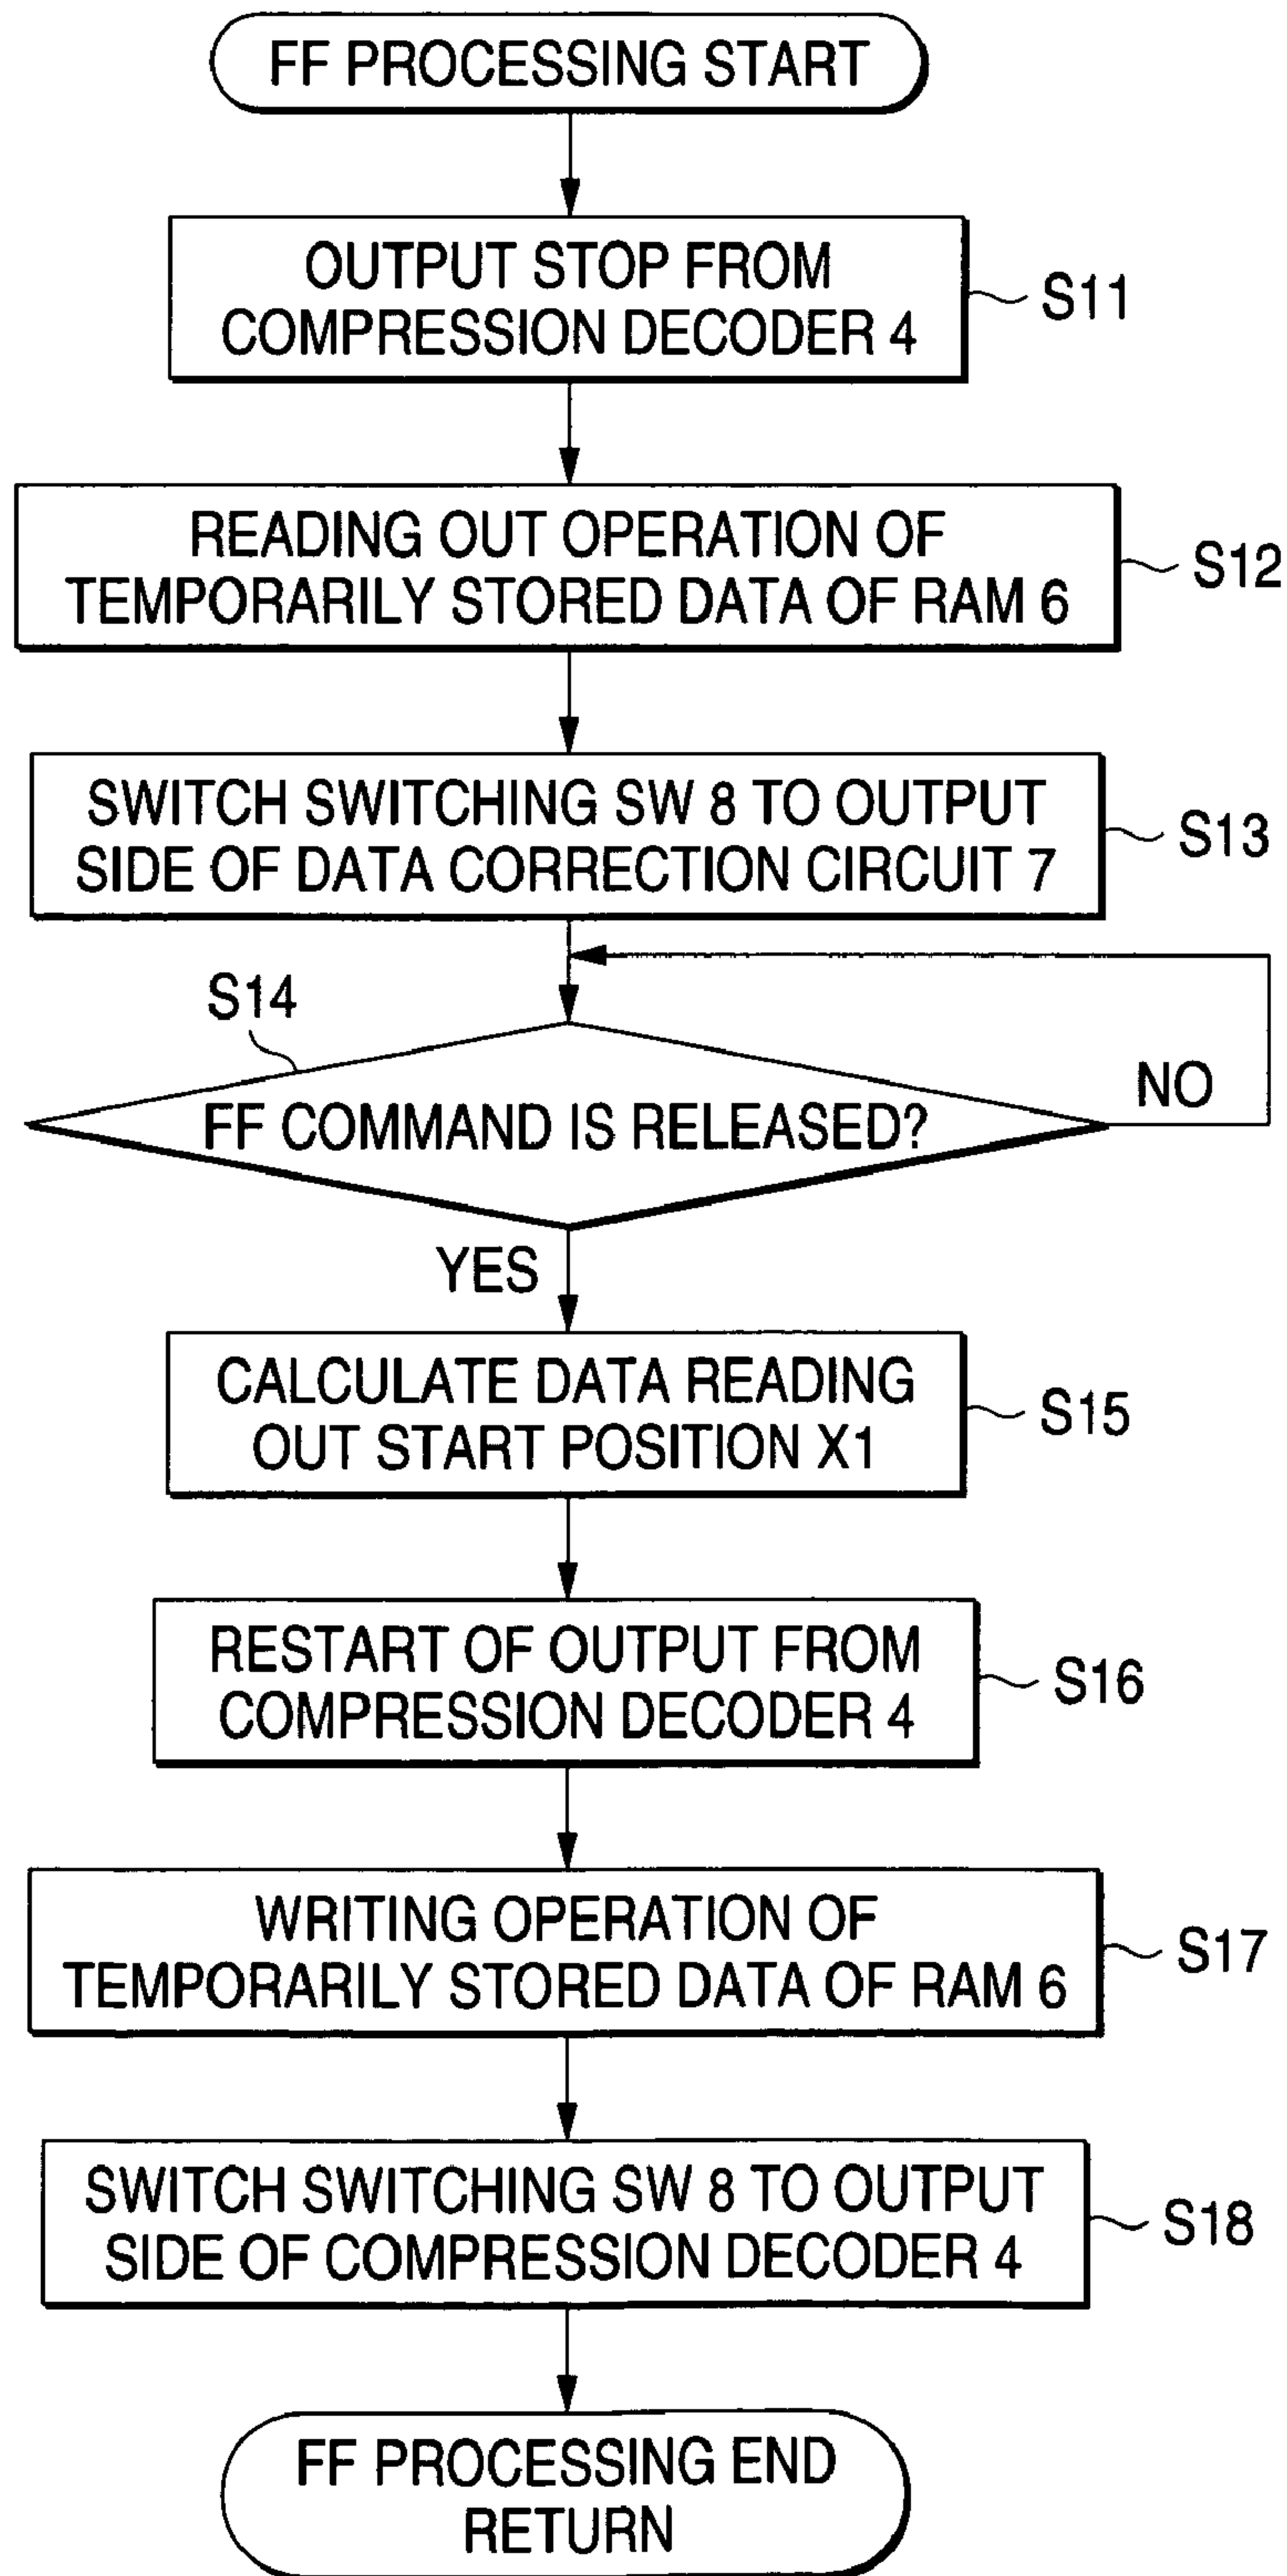 FF PROCESSING START
OUTPUT STOP FROM
COMPRESSION DECODER 4
S11
READING OUT OPERATION OF
TEMPORARILY STORED DATA OF RAM 6
S12
SWITCH SWITCHING SW 8 TO OUTPUT
SIDE OF DATA CORRECTION CIRCUIT 7
S13
S14
FF COMMAND IS RELEASED?
NO
YES
CALCULATE DATA READING
OUT START POSITION X1
S15
RESTART OF OUTPUT FROM
COMPRESSION DECODER 4
S16
WRITING OPERATION OF
TEMPORARILY STORED DATA OF RAM 6
S17
SWITCH SWITCHING SW 8 TO OUTPUT
SIDE OF COMPRESSION DECODER 4
S18
FF PROCESSING END
RETURN